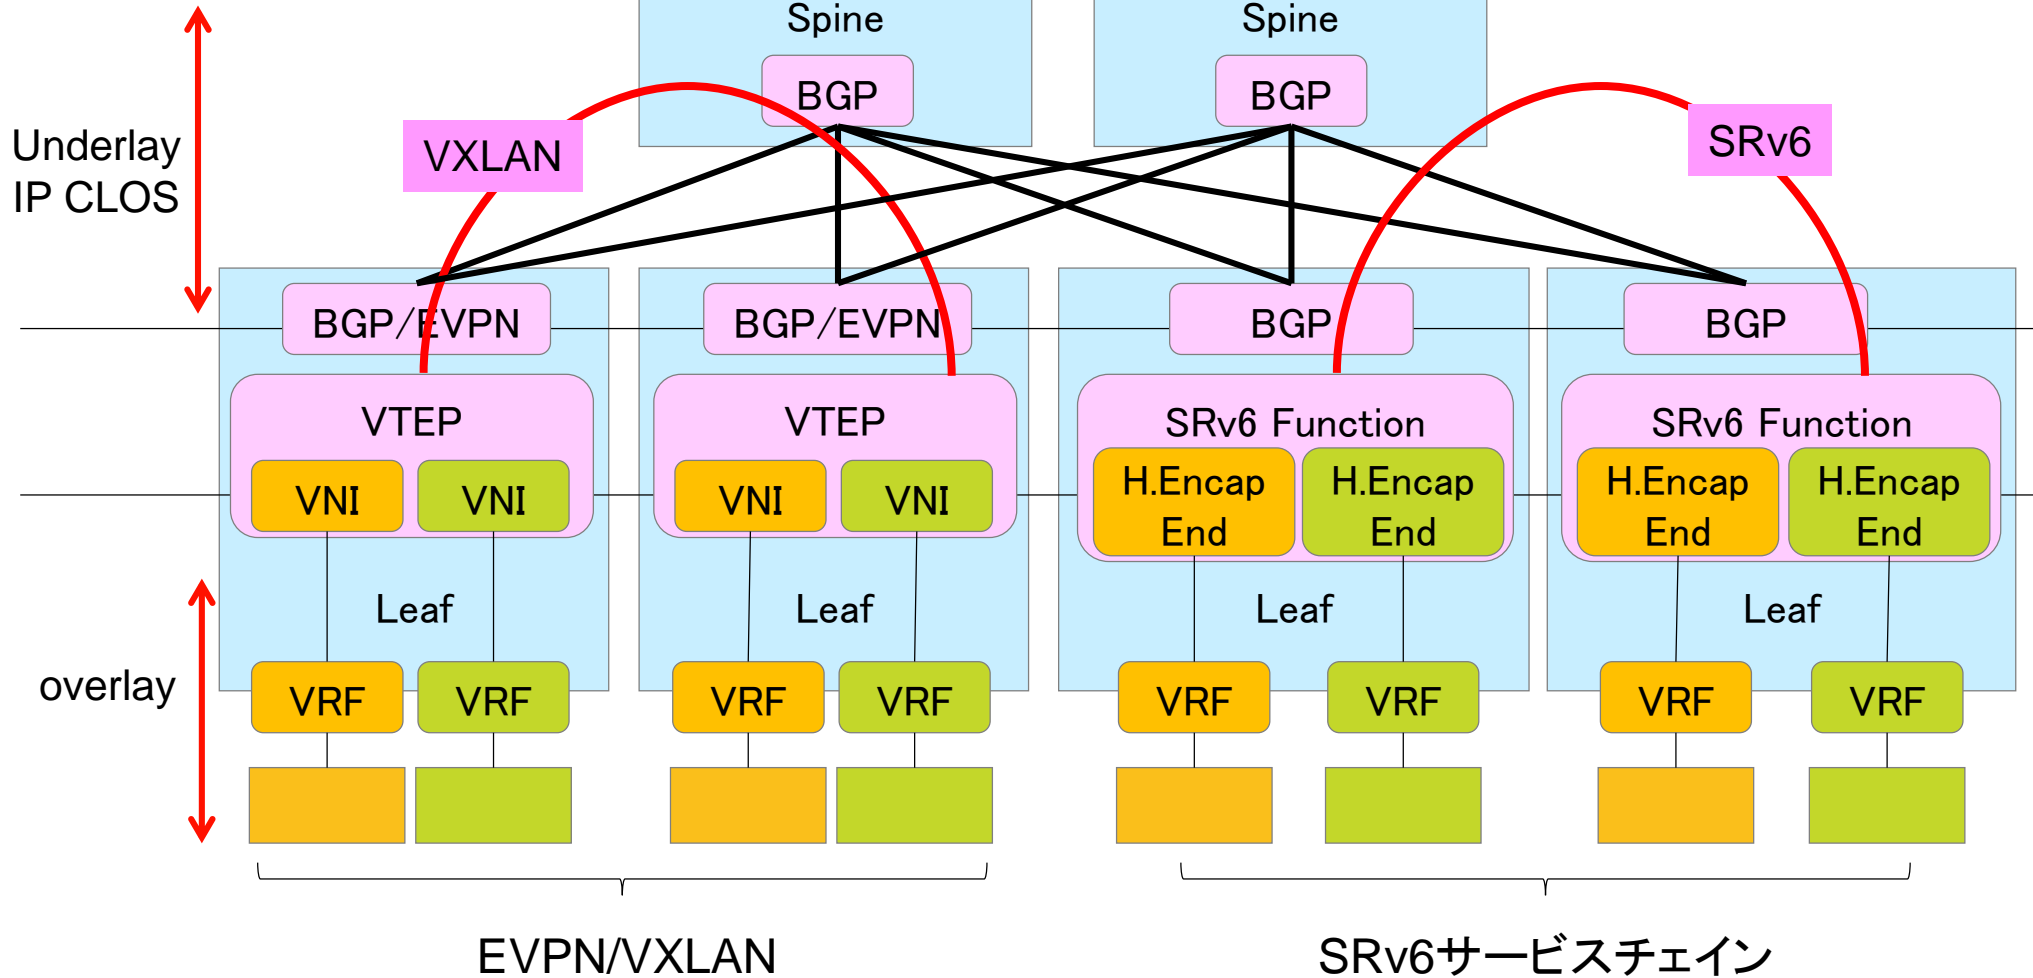 Spine
Spine
BGP
BGP
VXLAN
SRv6
Underlay
IP CLOS
BGP/EVPN
BGP/EVPN
BGP
BGP
VTEP
VTEP
SRv6 Function
SRv6 Function
VNI
VNI
VNI
VNI
H.Encap
End
H.Encap
End
H.Encap
End
H.Encap
End
Leaf
Leaf
Leaf
Leaf
overlay
VRF
VRF
VRF
VRF
VRF
VRF
VRF
VRF
EVPN/VXLAN
SRv6サービスチェイン